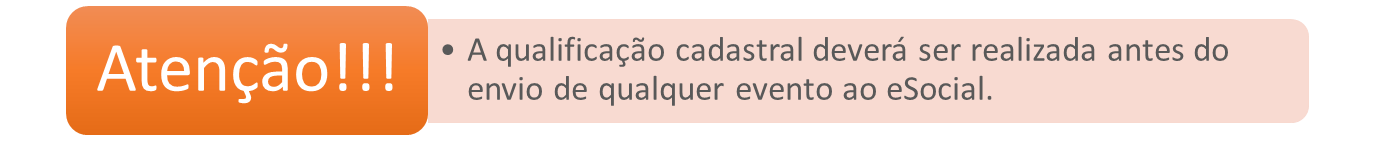 Atenção!!!
• A qualificação cadastral deverá ser realizada antes do
envio de qualquer evento ao eSocial.